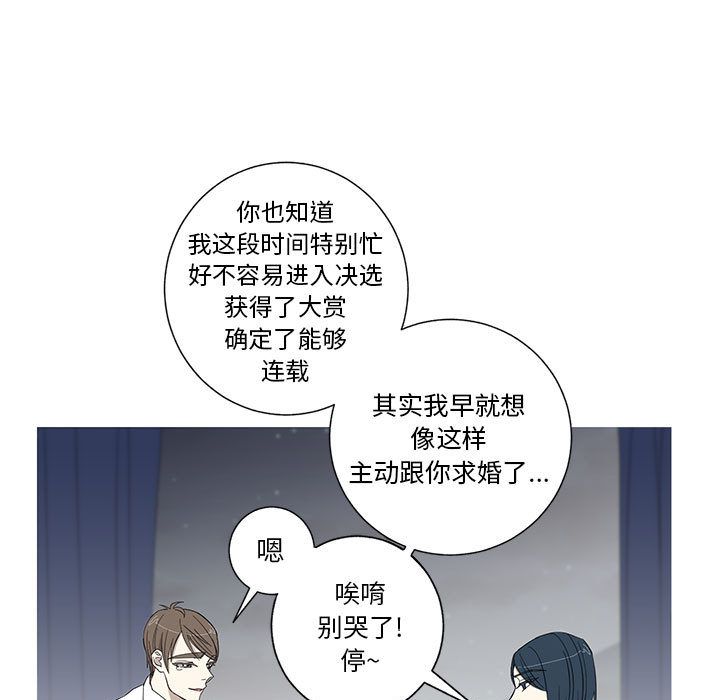 你也知道
我这段时间特别忙
好不容易进入决选
获得了大赏
确定了能够
连载
其实我早就想
像这样
主动跟你求婚了...
嗯
唉唷
别哭了!
停~